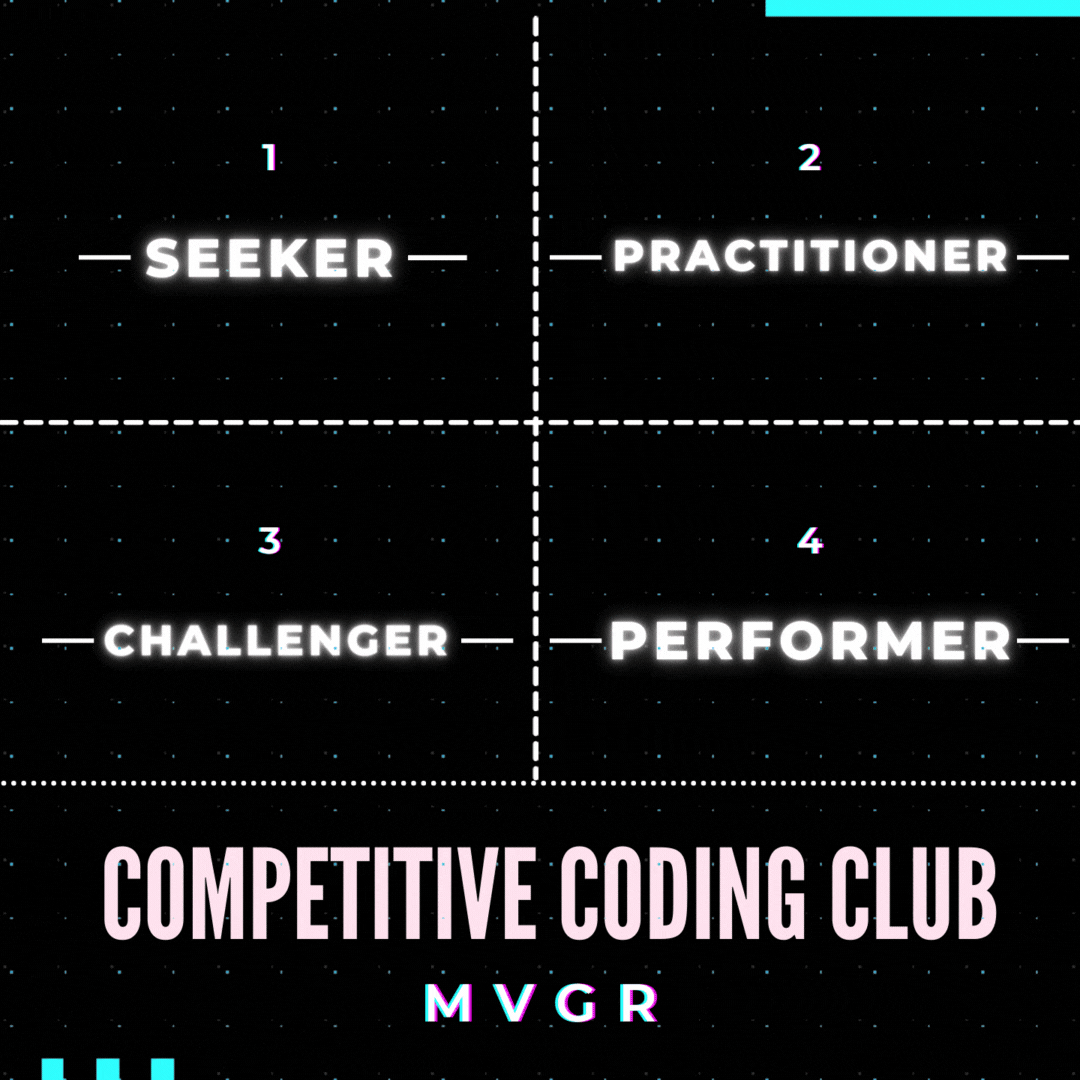 1
SEEKER
2
PRACTITIONER
3
CHALLENGER
4
PERFORMER
COMPETITIVE CODING CLUB
MVGR